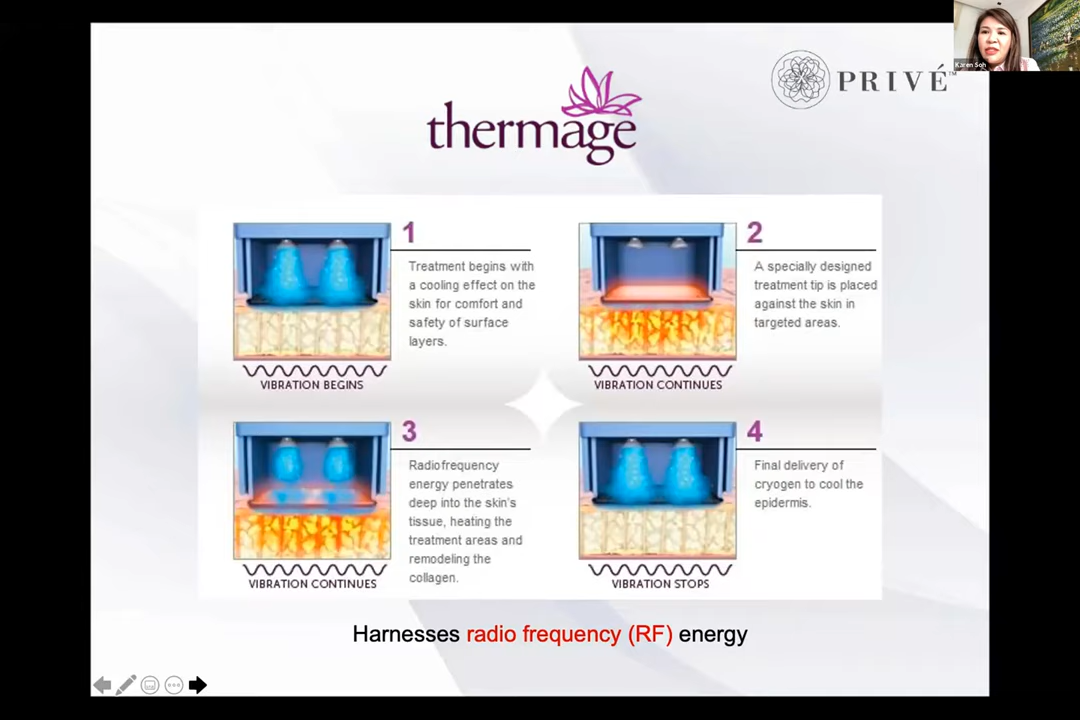 Karen Soh
PRIVÉ™
thermage
1
Treatment begins with
a cooling effect on the
skin for comfort and
safety of surface
layers.
VIBRATION BEGINS
2
A specially designed
treatment tip is placed
against the skin in
targeted areas.
VIBRATION CONTINUES
3
Radiofrequency
energy penetrates
deep into the skin's
tissue, heating the
treatment areas and
remodeling the
collagen.
VIBRATION CONTINUES
4
Final delivery of
cryogen to cool the
epidermis.
VIBRATION STOPS
Harnesses radio frequency (RF) energy